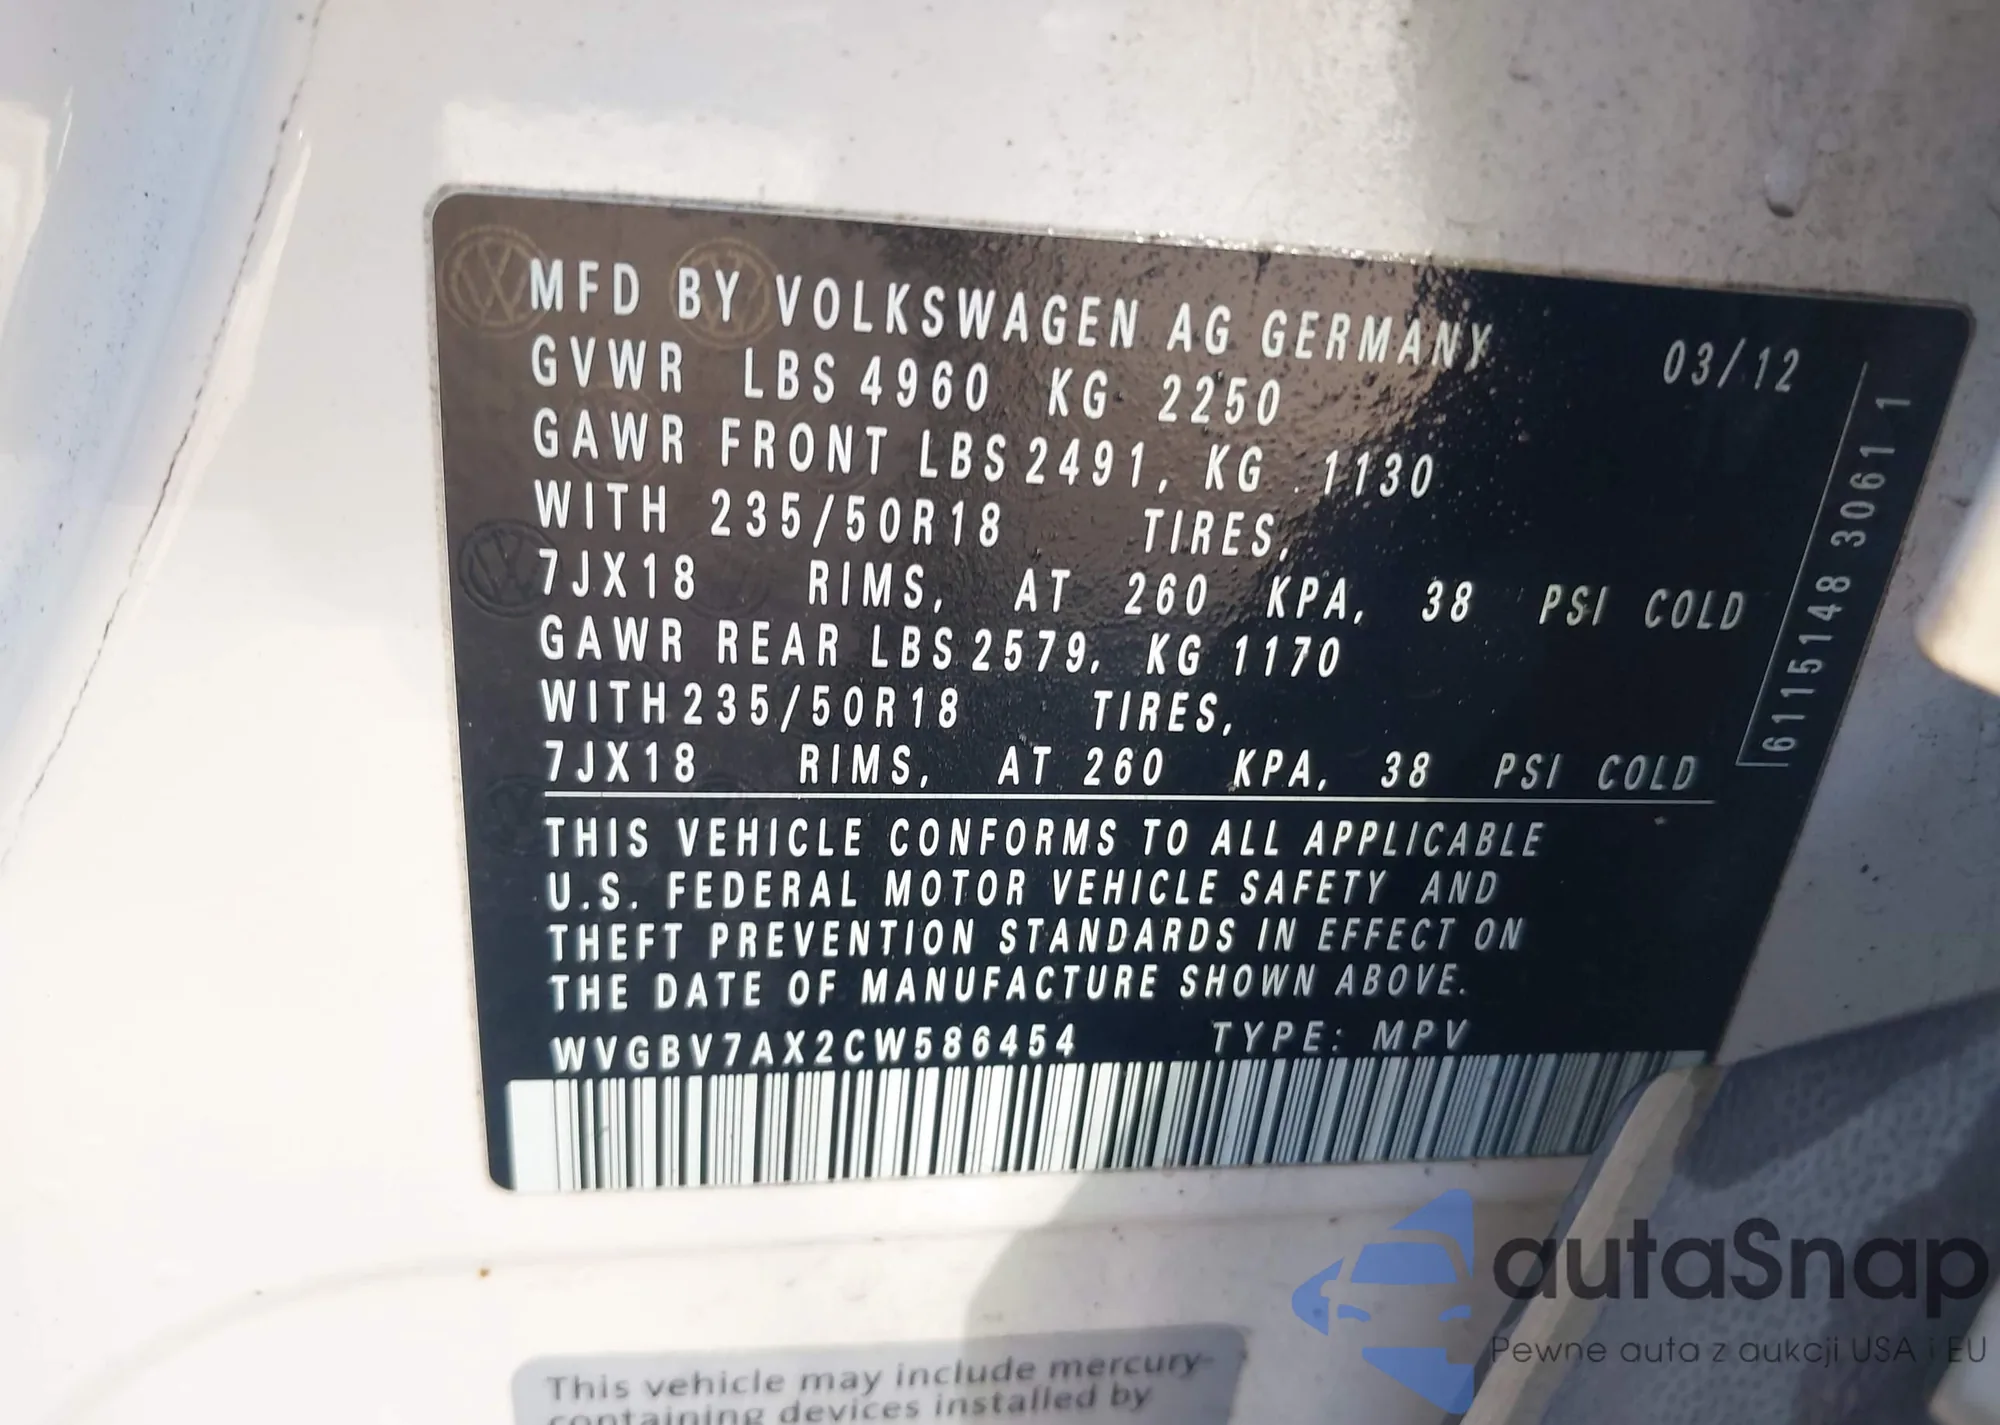 MFD BY VOLKSWAGEN AG GERMANY 03/12
GVWR LBS 4960 KG 2250
GAWR FRONT LBS 2491, KG 1130
WITH 235/50R18 TIRES,
7JX18 RIMS, AT 260 KPA, 38 PSI COLD
GAWR REAR LBS 2579, KG 1170
WITH 235/50R18 TIRES,
7JX18 RIMS, AT 260 KPA, 38 PSI COLD
THIS VEHICLE CONFORMS TO ALL APPLICABLE
U.S. FEDERAL MOTOR VEHICLE SAFETY AND
THEFT PREVENTION STANDARDS IN EFFECT ON
THE DATE OF MANUFACTURE SHOWN ABOVE.
WVGBV7AX2CW586454 TYPE: MPV
6115148 3061 1
This vehicle may include mercury-
containing devices installed by
autaSnap
Pewne auta z aukcji USA i EU